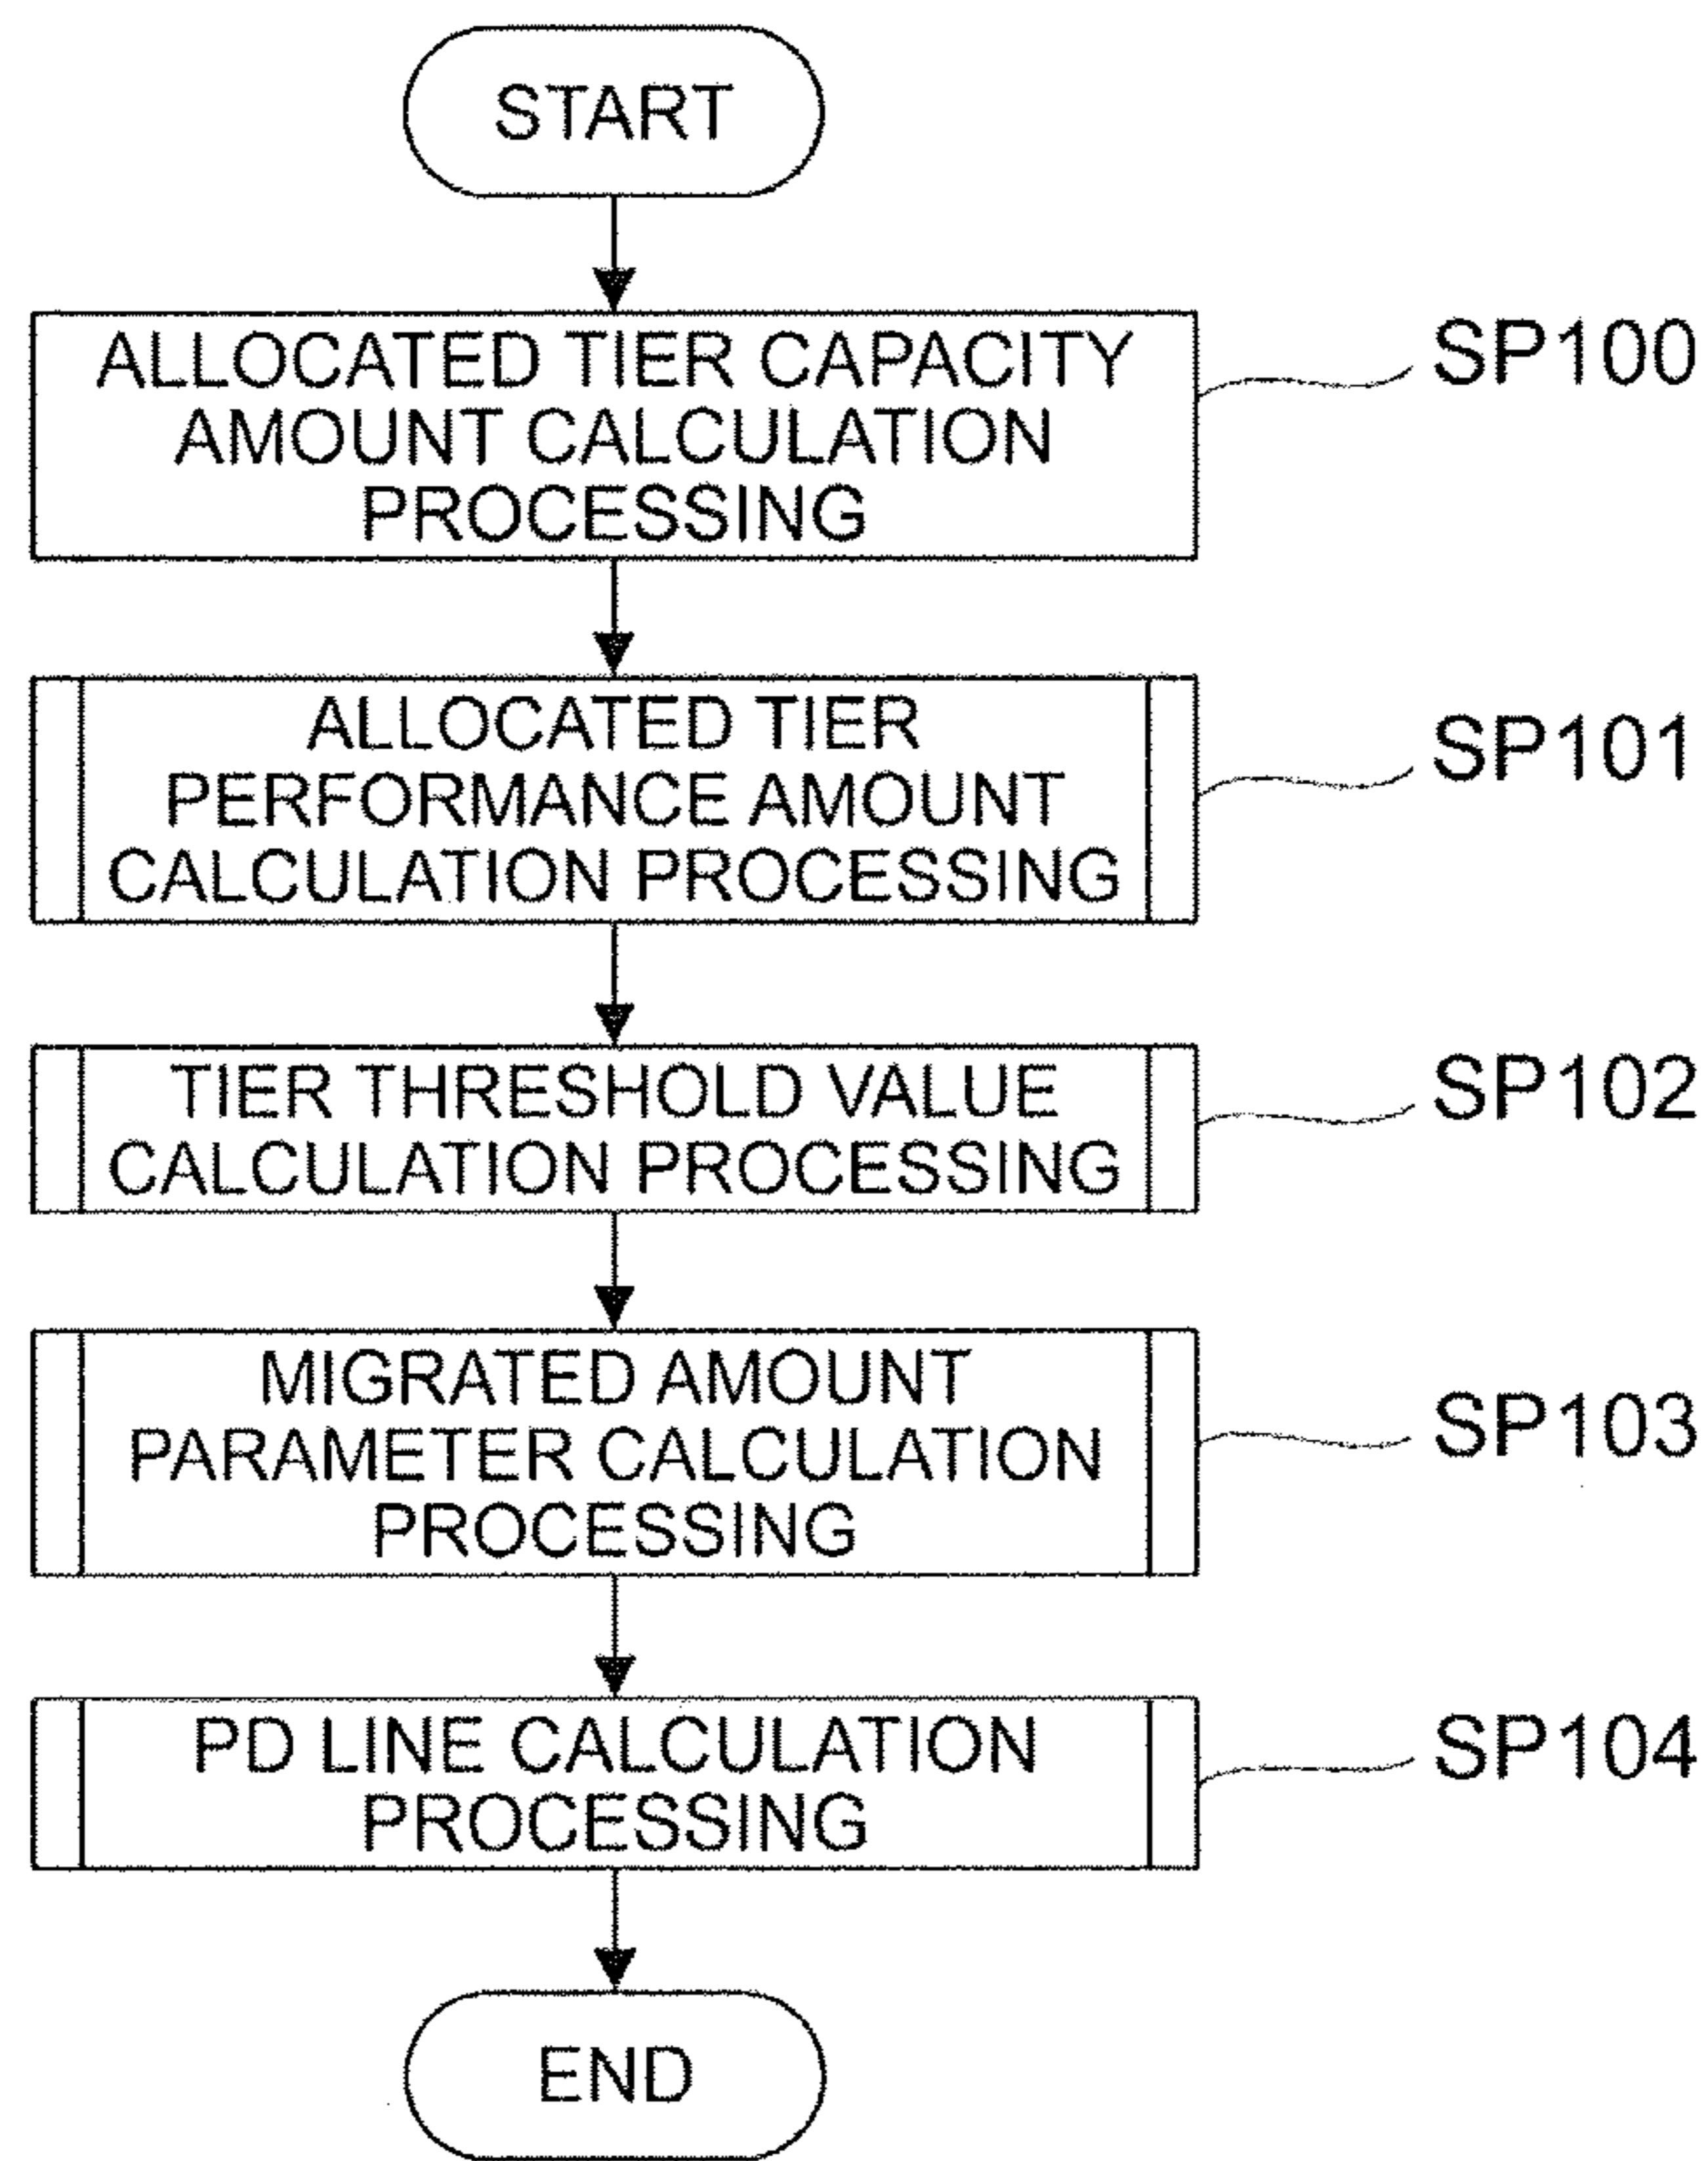 START
ALLOCATED TIER CAPACITY
AMOUNT CALCULATION
PROCESSING
SP100
ALLOCATED TIER
PERFORMANCE AMOUNT
CALCULATION PROCESSING
SP101
TIER THRESHOLD VALUE
CALCULATION PROCESSING
SP102
MIGRATED AMOUNT
PARAMETER CALCULATION
PROCESSING
SP103
PD LINE CALCULATION
PROCESSING
SP104
END